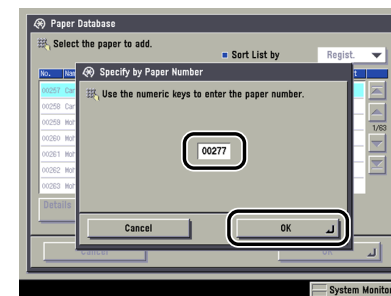 Paper Database
Select the paper to add.
Sort List by
Regist.
No.
00257
00258
00259
00260
00261
00262
00263
1/63
Specify by Paper Number
Use the numeric keys to enter the paper number.
00277
Cancel
OK
Details
Cancel
OK
System Monitor